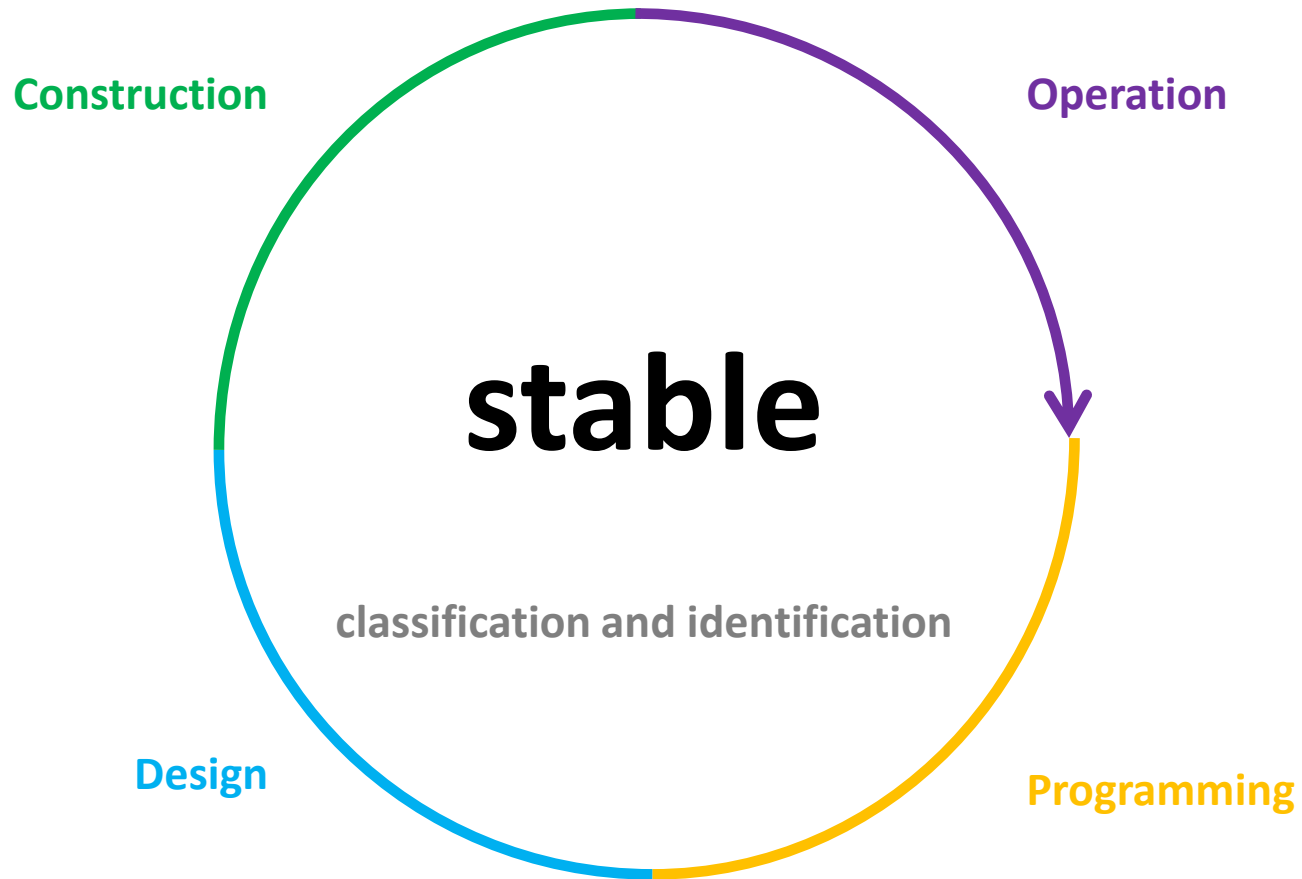 Construction
Operation
stable
classification and identification
Design
Programming